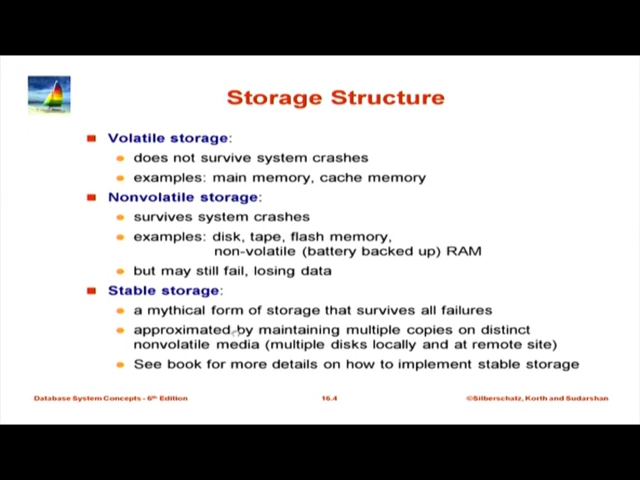 Storage Structure
Volatile storage:
does not survive system crashes
examples: main memory, cache memory
Nonvolatile storage:
survives system crashes
examples: disk, tape, flash memory,
non-volatile (battery backed up) RAM
but may still fail, losing data
Stable storage:
a mythical form of storage that survives all failures
approximated by maintaining multiple copies on distinct
nonvolatile media (multiple disks locally and at remote site)
See book for more details on how to implement stable storage
Database System Concepts - 6th Edition
16.4
©Silberschatz, Korth and Sudarshan